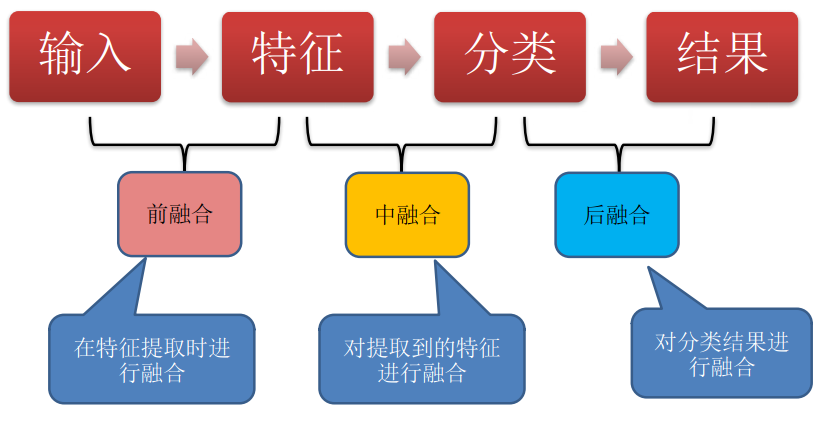 输入
特征
分类
结果
前融合
中融合
后融合
在特征提取时进
行融合
对提取到的特征
进行融合
对分类结果进
行融合